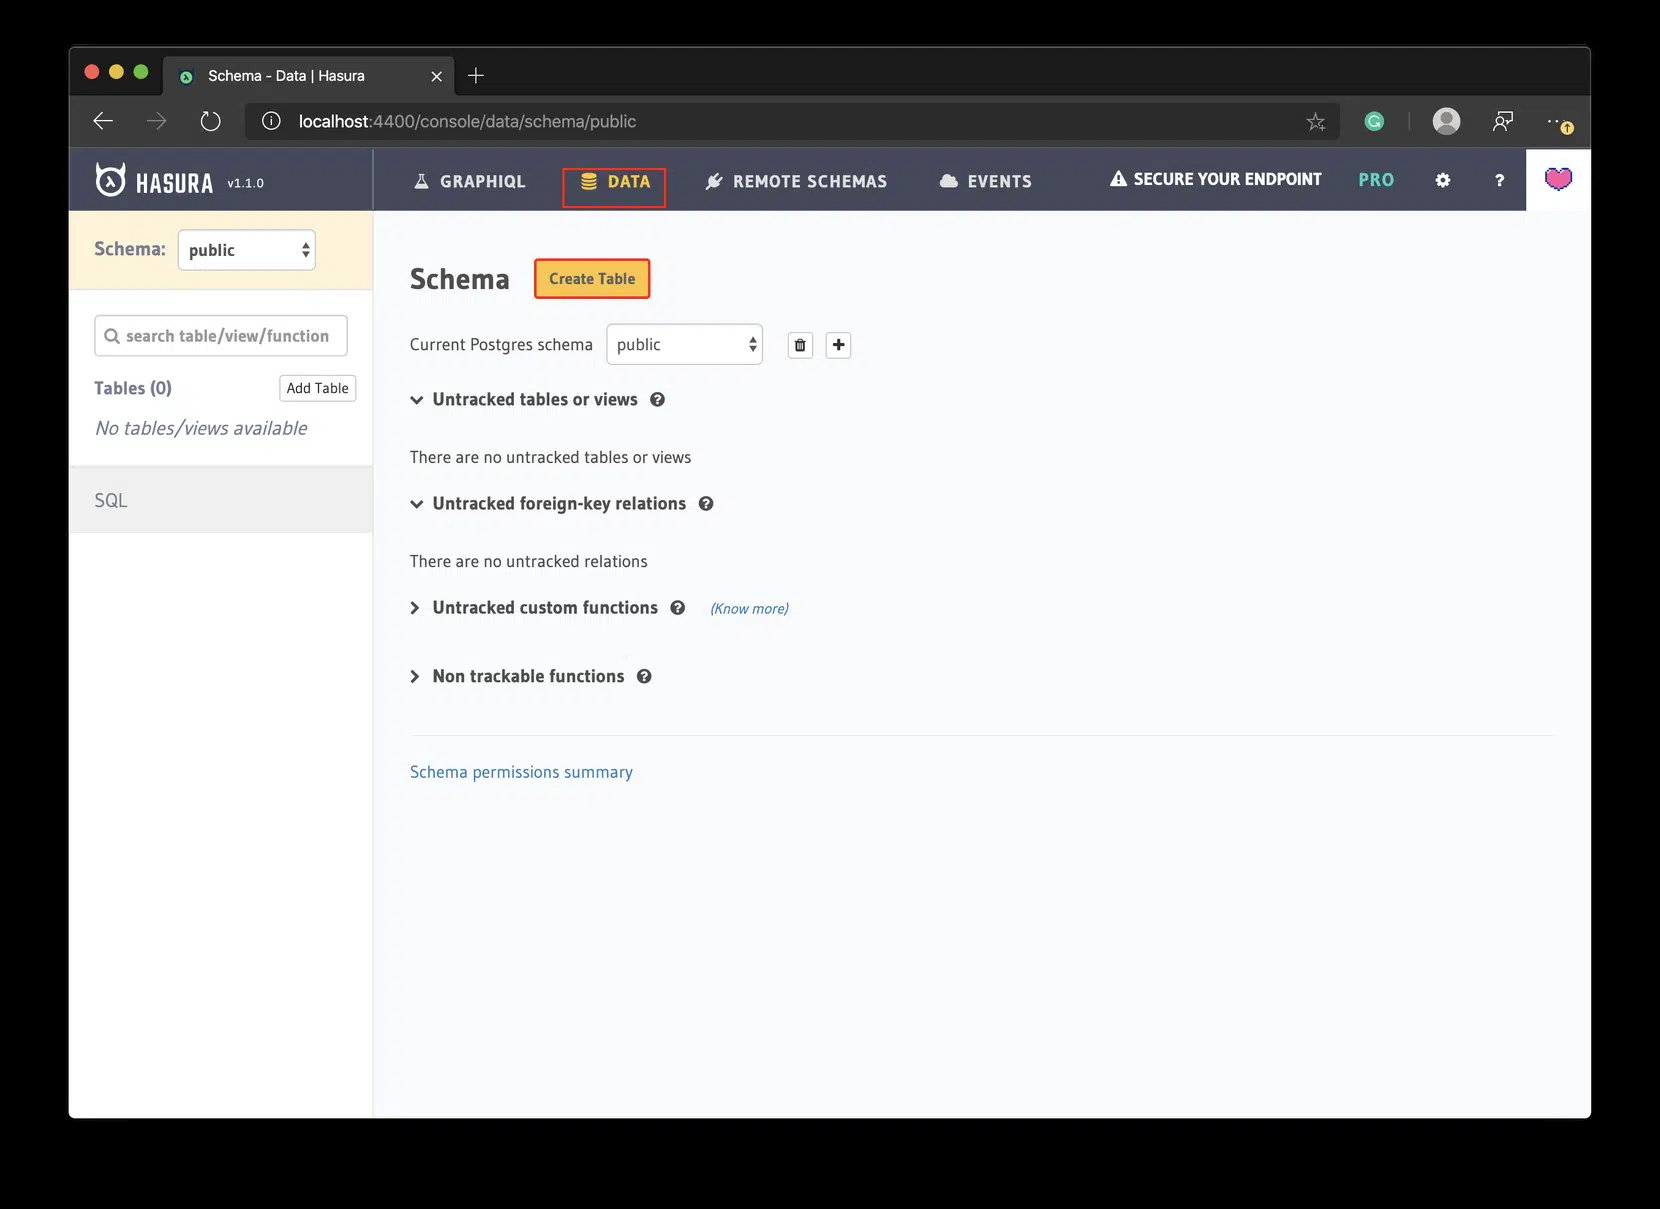 Schema - Data | Hasura
localhost:4400/console/data/schema/public
HASURA v1.1.0
GRAPHIQL
DATA
REMOTE SCHEMAS
EVENTS
SECURE YOUR ENDPOINT
PRO
?
Schema: public
search table/view/function
Tables (0) Add Table
No tables/views available
SQL
Schema Create Table
Current Postgres schema public
Untracked tables or views ?
There are no untracked tables or views
Untracked foreign-key relations ?
There are no untracked relations
Untracked custom functions ? (Know more)
Non trackable functions ?
Schema permissions summary